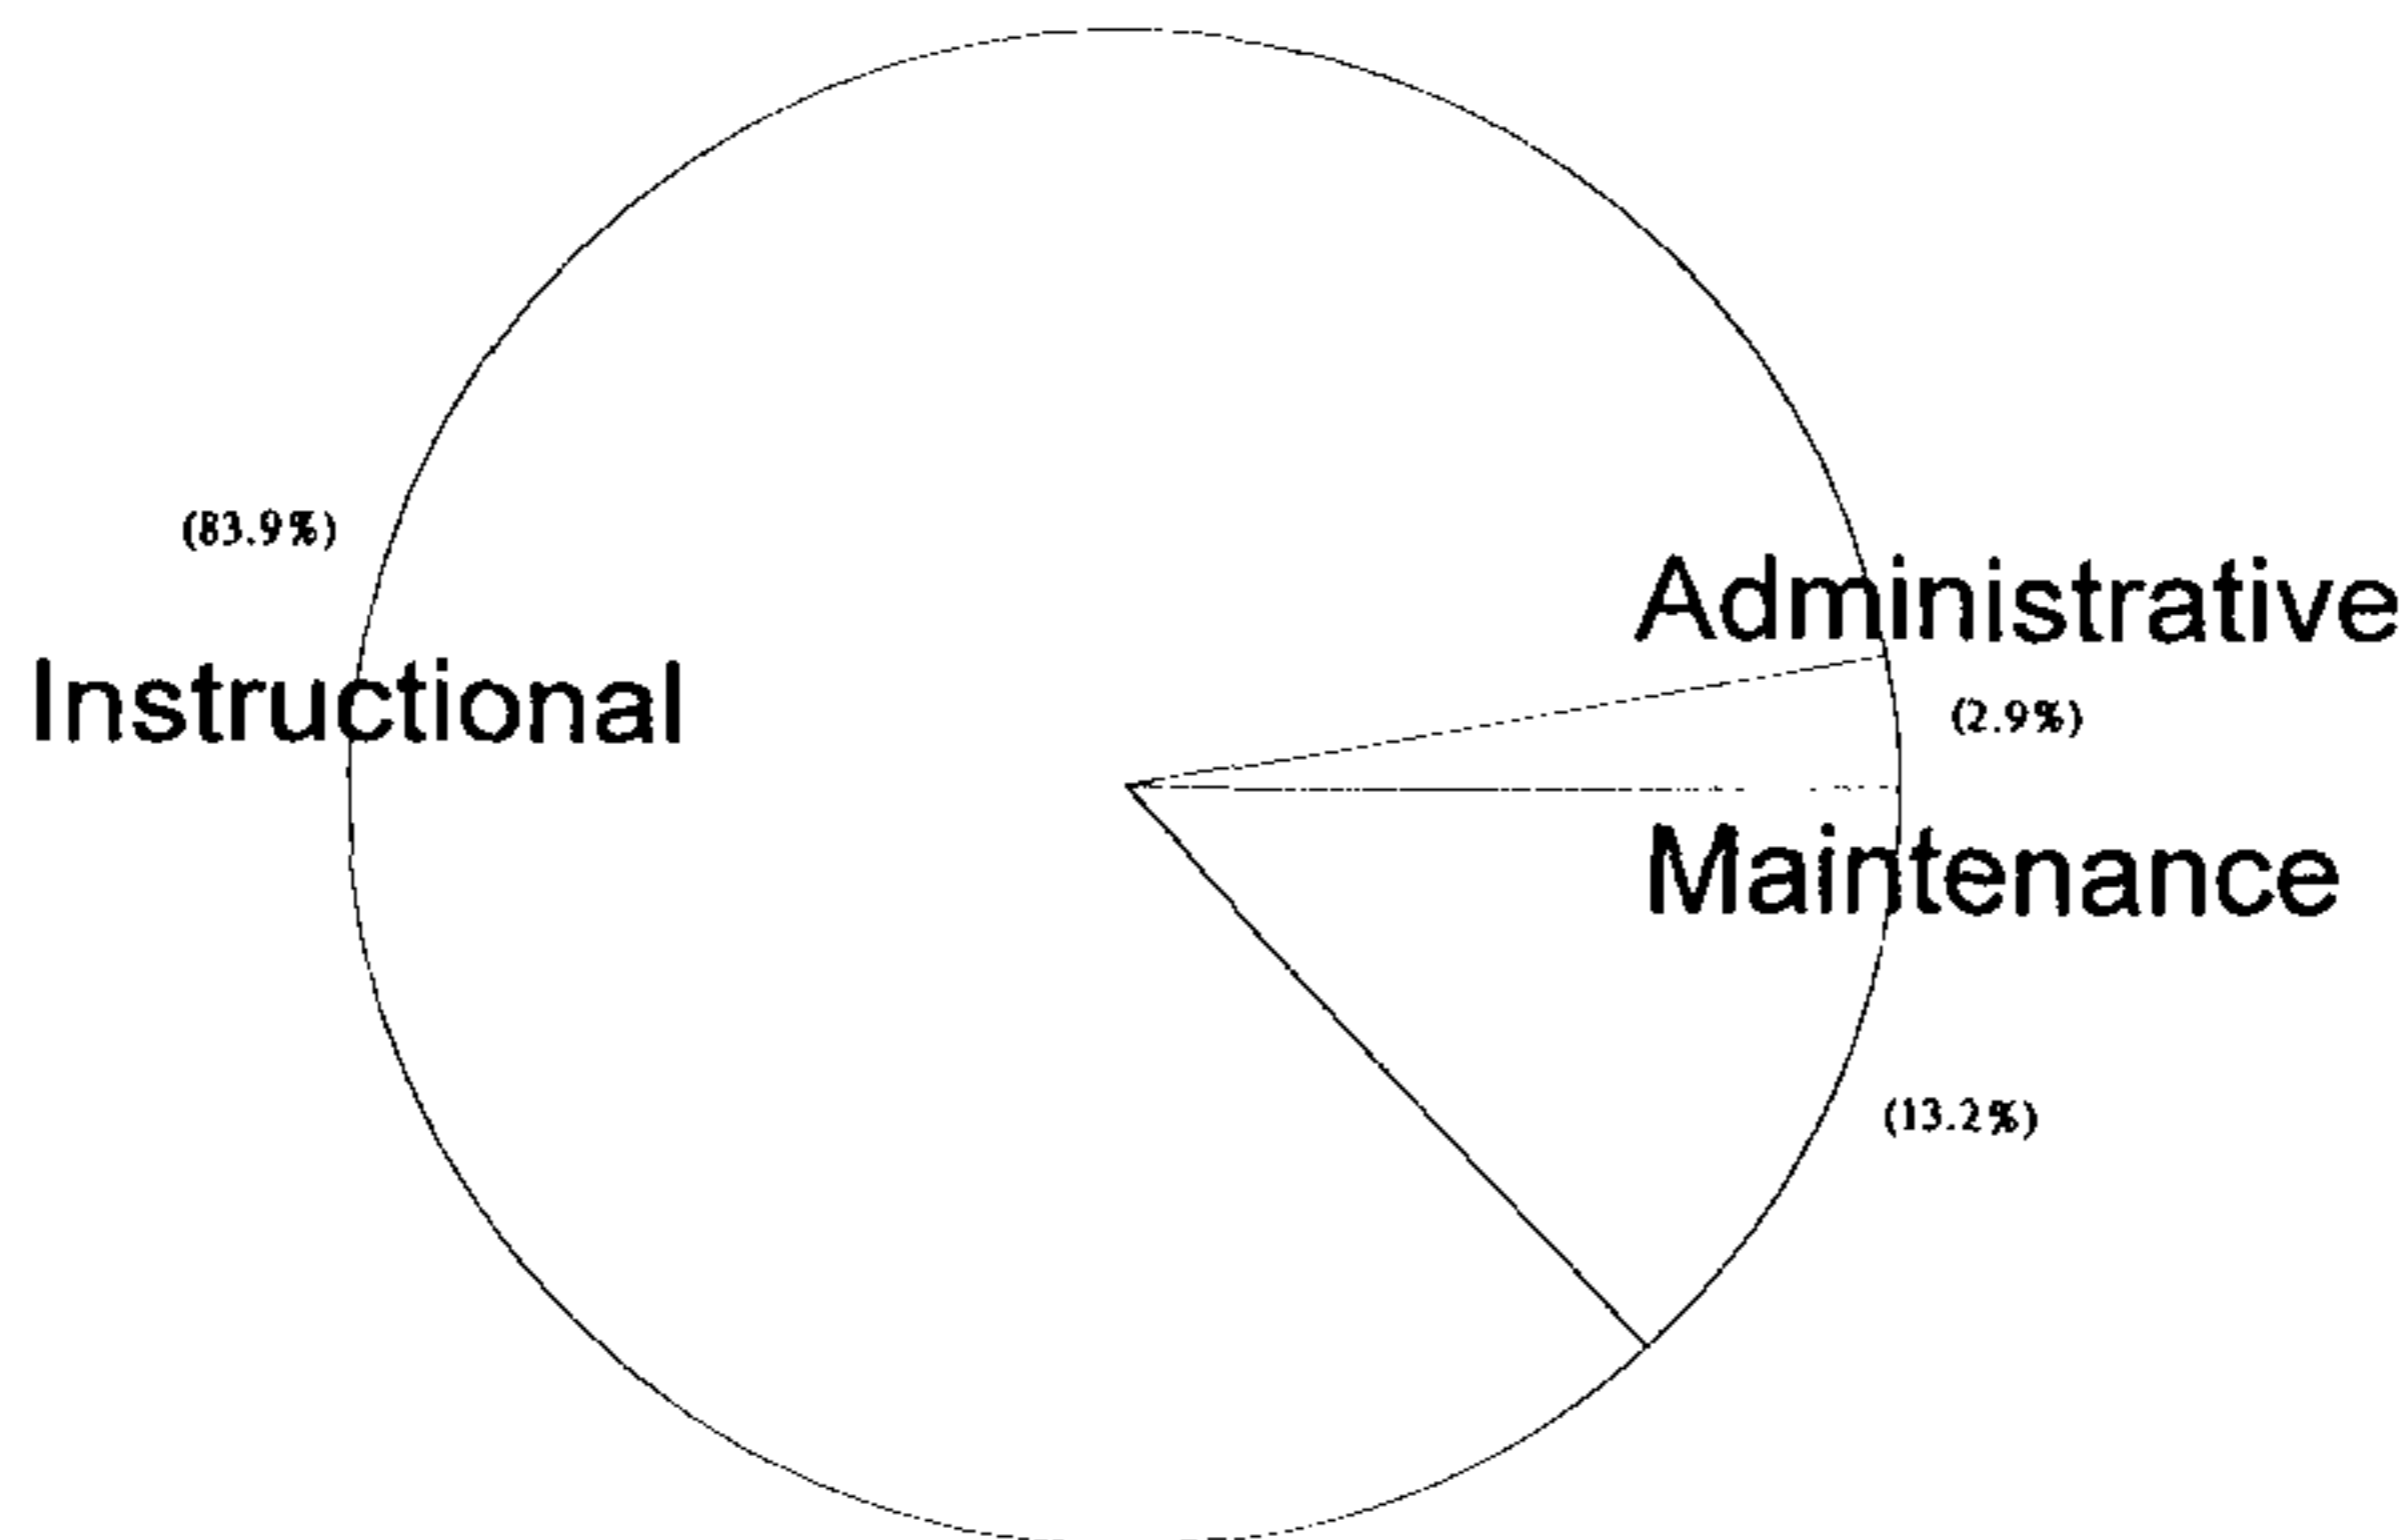 (83.9%)
Instructional
Administrative
(2.9%)
Maintenance
(13.2%)